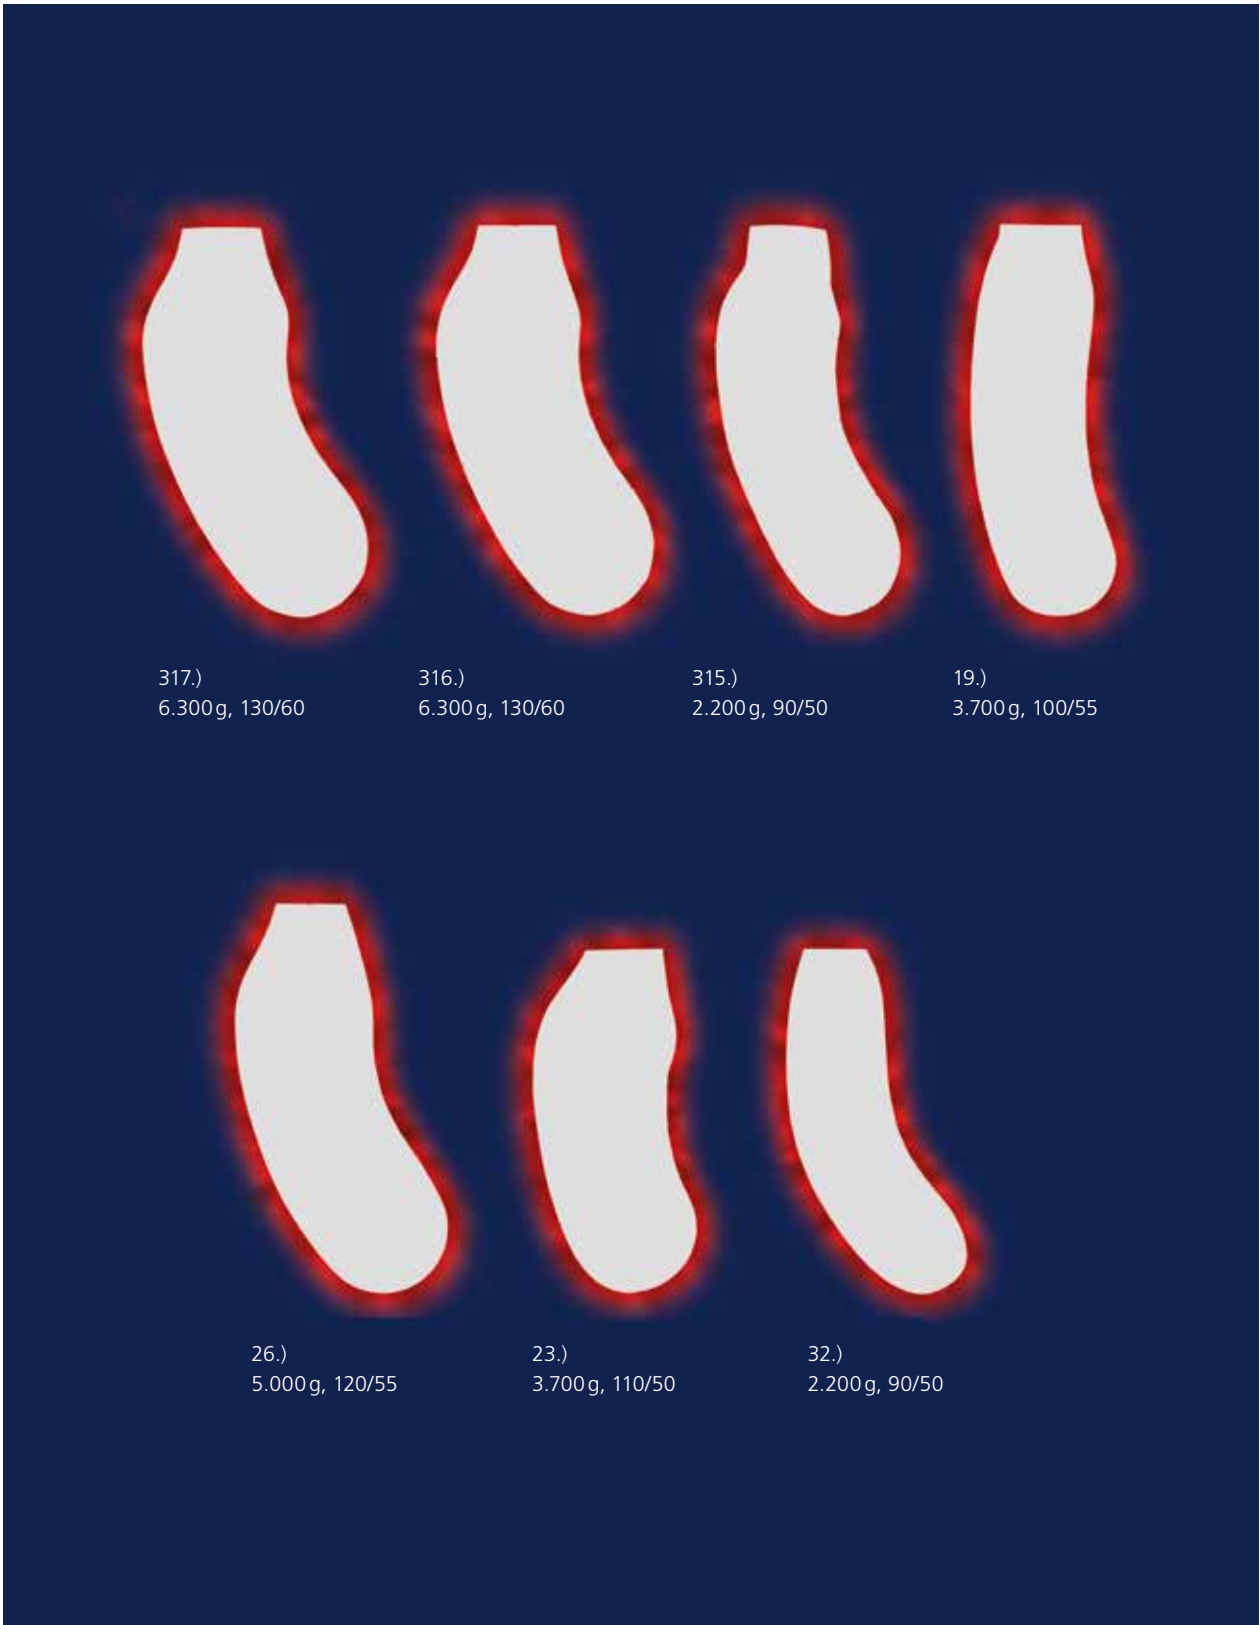 317.)
6.300 g, 130/60
316.)
6.300 g, 130/60
315.)
2.200 g, 90/50
19.)
3.700 g, 100/55
26.)
5.000 g, 120/55
23.)
3.700 g, 110/50
32.)
2.200 g, 90/50